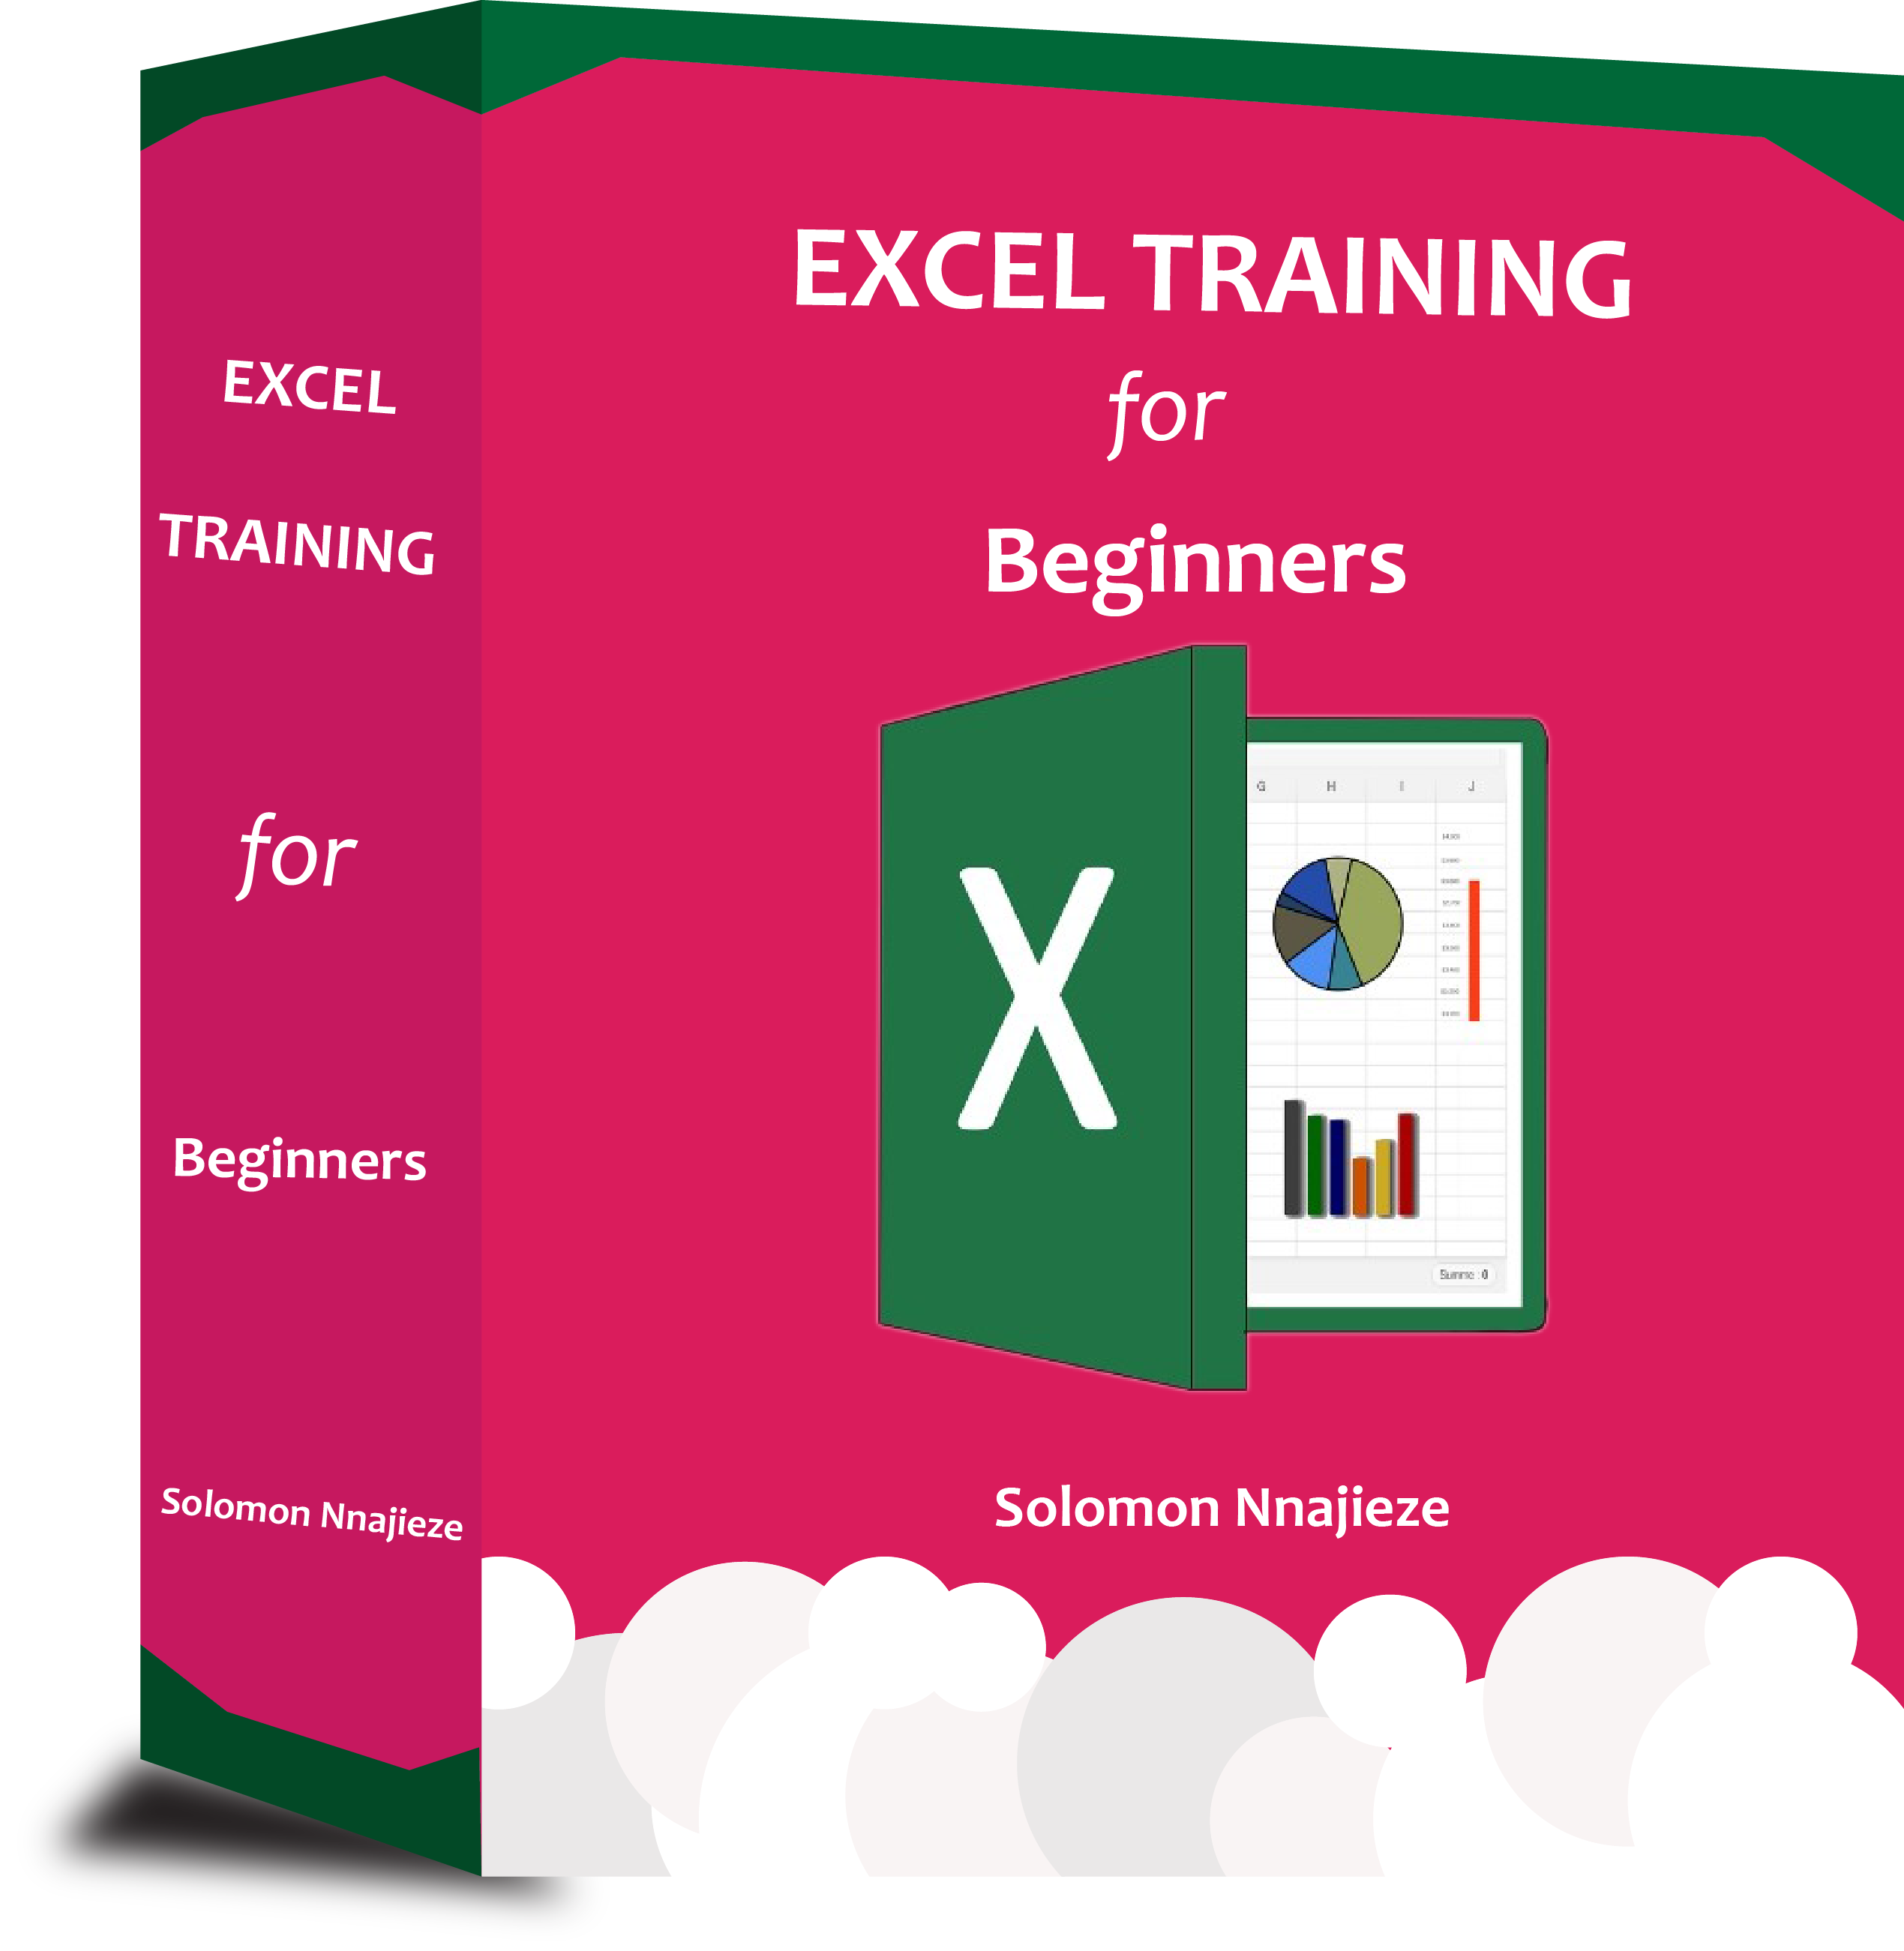 EXCEL
TRAINING
for
Beginners
Solomon Nnajieze
EXCEL TRAINING
for
Beginners
X
G H I J
Summe : 0
Solomon Nnajieze